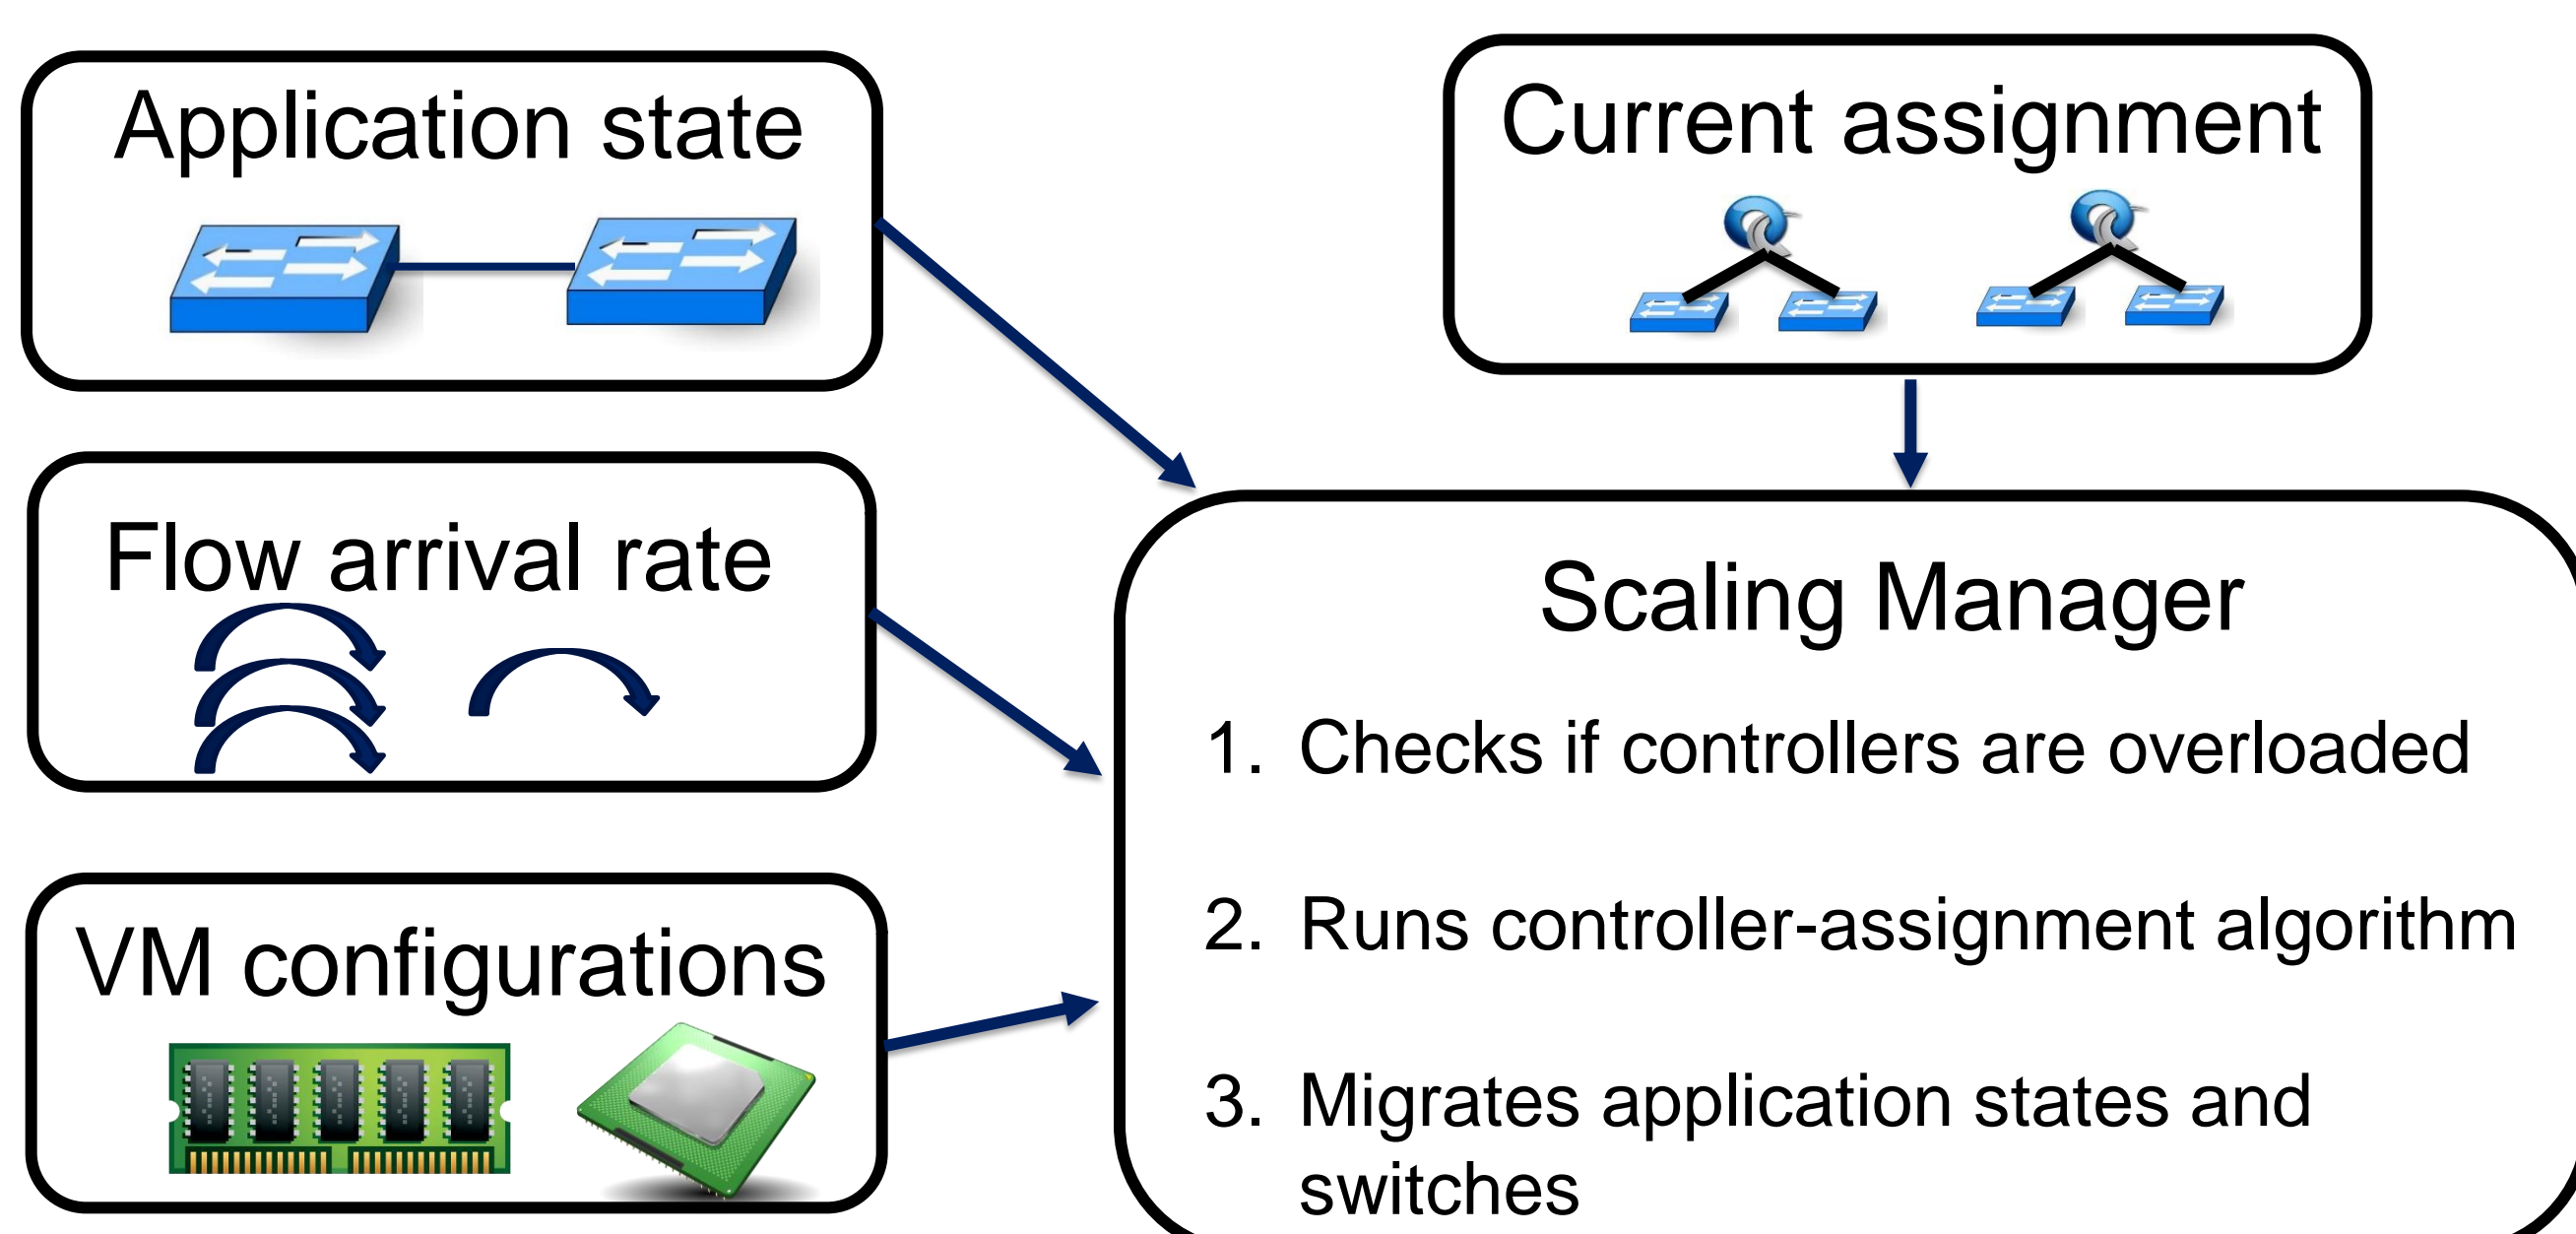 Application state
Current assignment
Flow arrival rate
VM configurations
Scaling Manager
1. Checks if controllers are overloaded
2. Runs controller-assignment algorithm
3. Migrates application states and
switches